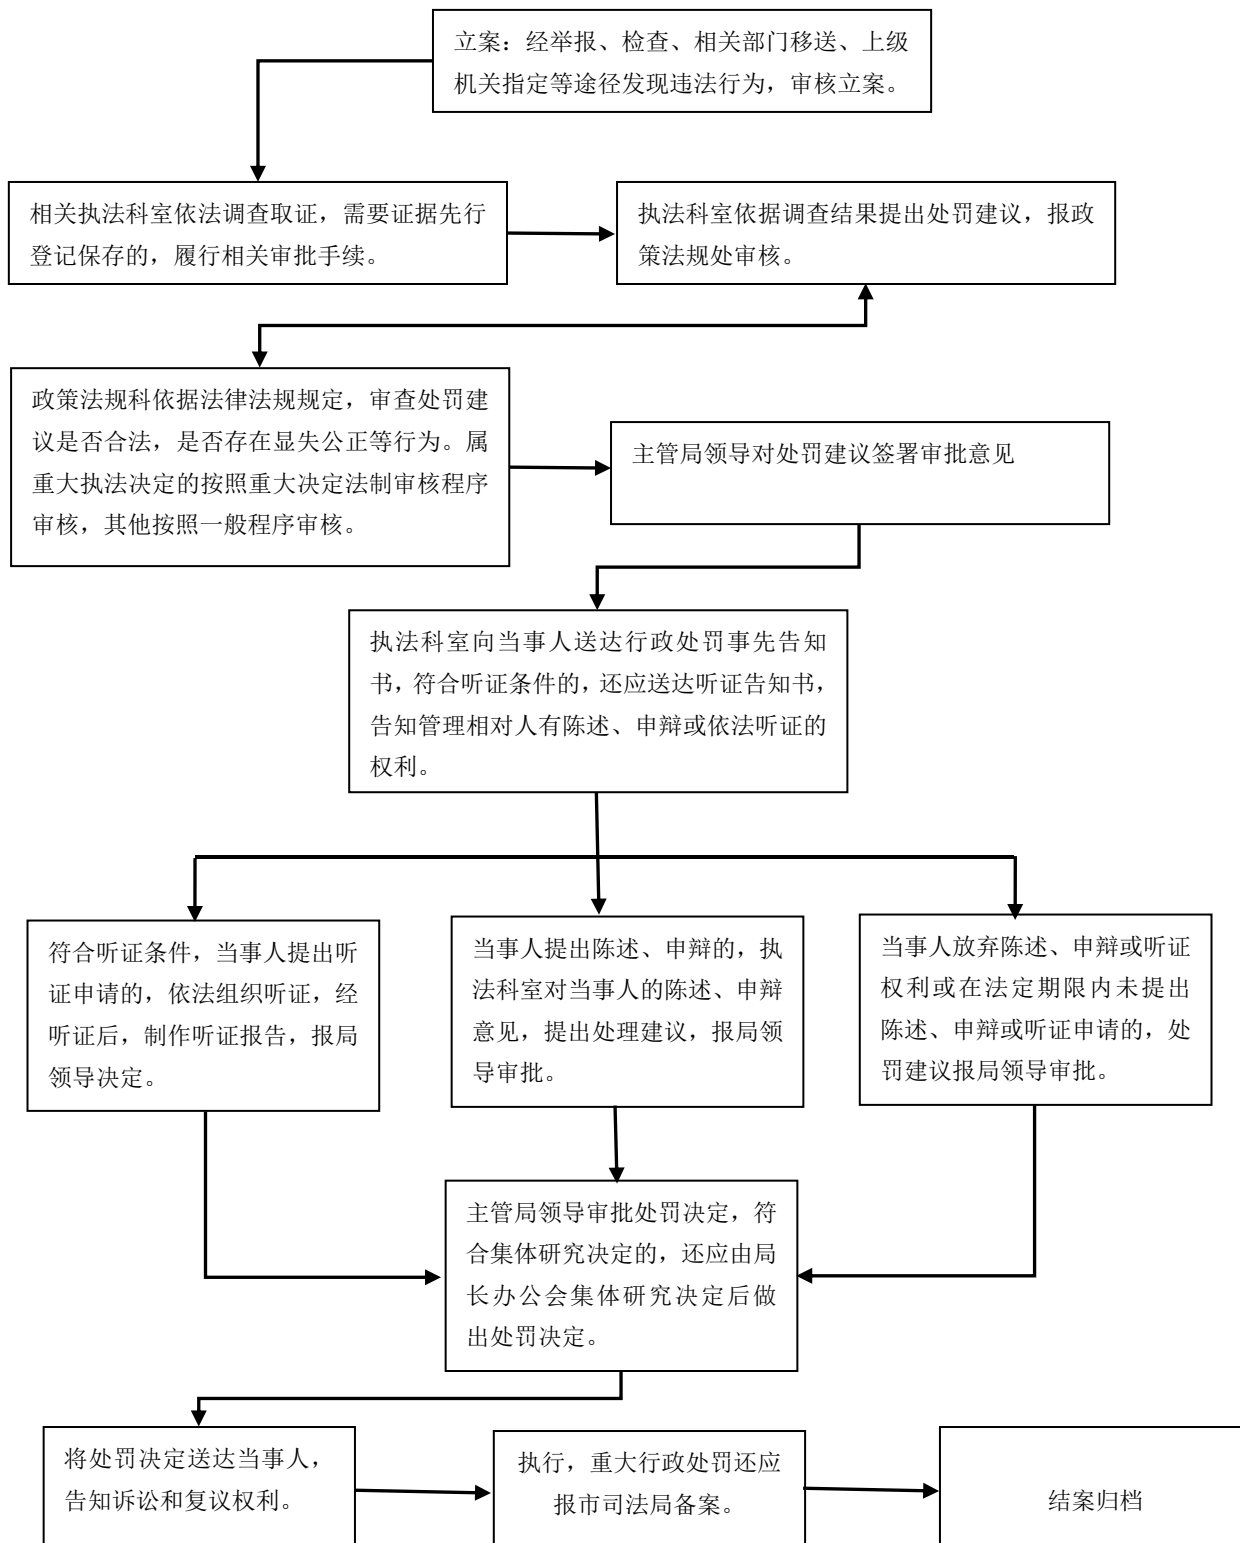 立案：经举报、检查、相关部门移送、上级
机关指定等途径发现违法行为，审核立案。
相关执法科室依法调查取证，需要证据先行
登记保存的，履行相关审批手续。
执法科室依据调查结果提出处罚建议，报政
策法规处审核。
政策法规科依据法律法规规定，审查处罚建
议是否合法，是否存在显失公正等行为。属
重大执法决定的按照重大决定法制审核程序
审核，其他按照一般程序审核。
主管局领导对处罚建议签署审批意见
执法科室向当事人送达行政处罚事先告知
书，符合听证条件的，还应送达听证告知书，
告知管理相对人有陈述、申辩或依法听证的
权利。
符合听证条件，当事人提出听
证申请的，依法组织听证，经
听证后，制作听证报告，报局
领导决定。
当事人提出陈述、申辩的，执
法科室对当事人的陈述、申辩
意见，提出处理建议，报局领
导审批。
当事人放弃陈述、申辩或听证
权利或在法定期限内未提出
陈述、申辩或听证申请的，处
罚建议报局领导审批。
主管局领导审批处罚决定，符
合集体研究决定的，还应由局
长办公会集体研究决定后做
出处罚决定。
将处罚决定送达当事人，
告知诉讼和复议权利。
执行，重大行政处罚还应
报市司法局备案。
结案归档